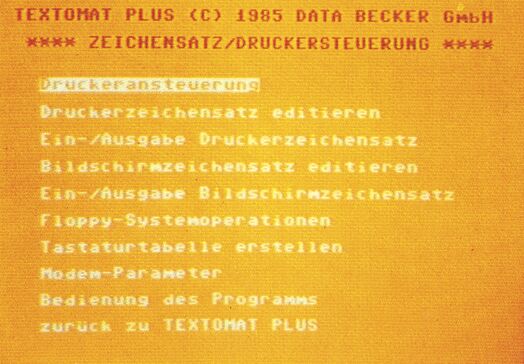 TEXTOMAT PLUS (C) 1985 DATA BECKER GmbH
**** ZEICHENSATZ/DRUCKERSTEUERUNG ****
Druckeransteuerung
Druckerzeichensatz editieren
Ein-/Ausgabe Druckerzeichensatz
Bildschirmzeichensatz editieren
Ein-/Ausgabe Bildschirmzeichensatz
Floppy-Systemoperationen
Tastaturtabelle erstellen
Modem-Parameter
Bedienung des Programms
zurück zu TEXTOMAT PLUS